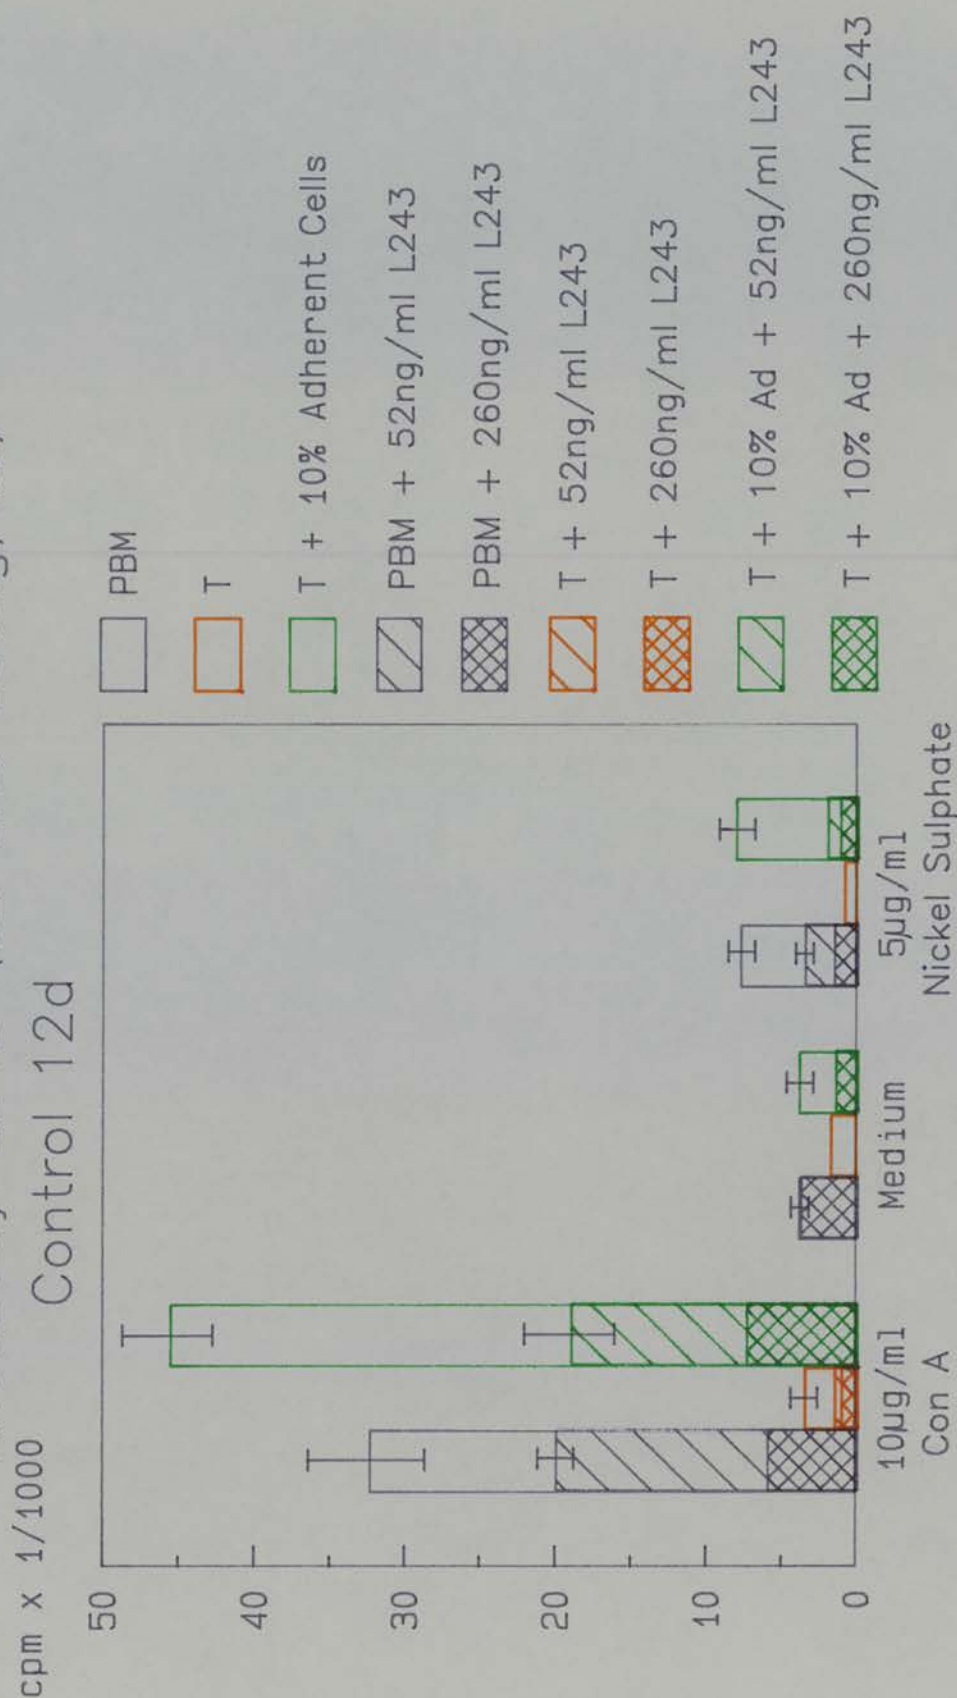 Control 12d
cpm x 1/1000
50
40
30
20
10
0
10µg/ml
Con A
Medium
5µg/ml
Nickel Sulphate
PBM
T
T + 10% Adherent Cells
PBM + 52ng/ml L243
PBM + 260ng/ml L243
T + 52ng/ml L243
T + 260ng/ml L243
T + 10% Ad + 52ng/ml L243
T + 10% Ad + 260ng/ml L243